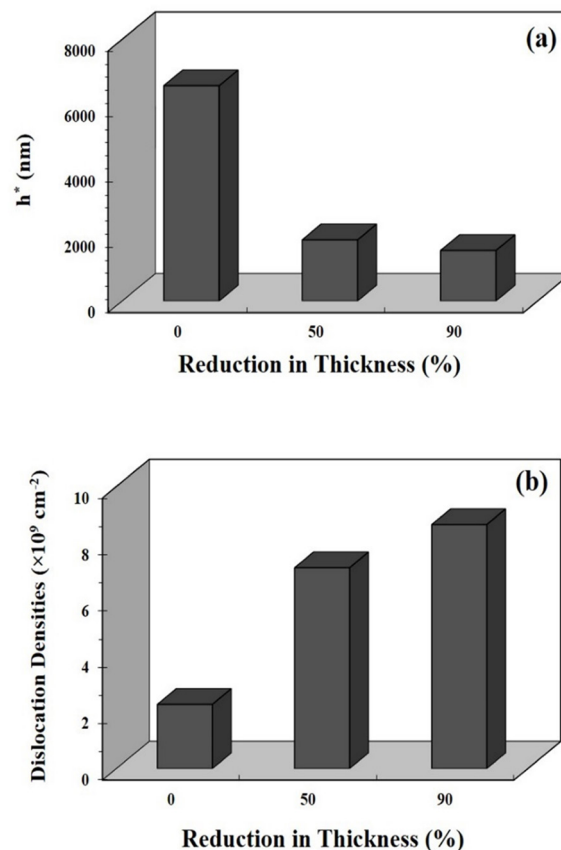 (a)
8000
6000
4000
2000
0
h* (nm)
0 50 90
Reduction in Thickness (%)
(b)
10
8
6
4
2
0
Dislocation Densities (×10⁹ cm⁻²)
0 50 90
Reduction in Thickness (%)